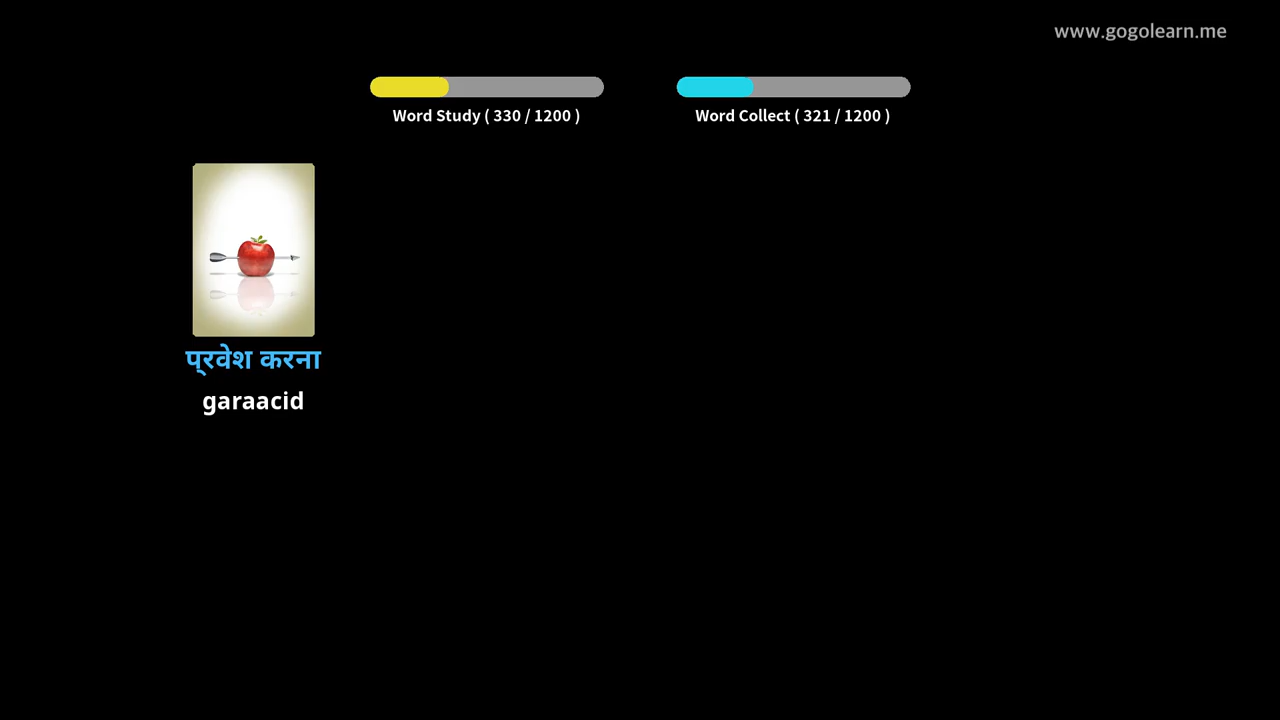 www.gogolearn.me
Word Study ( 330 / 1200 )
Word Collect ( 321 / 1200 )
प्रवेश करना
garaacid